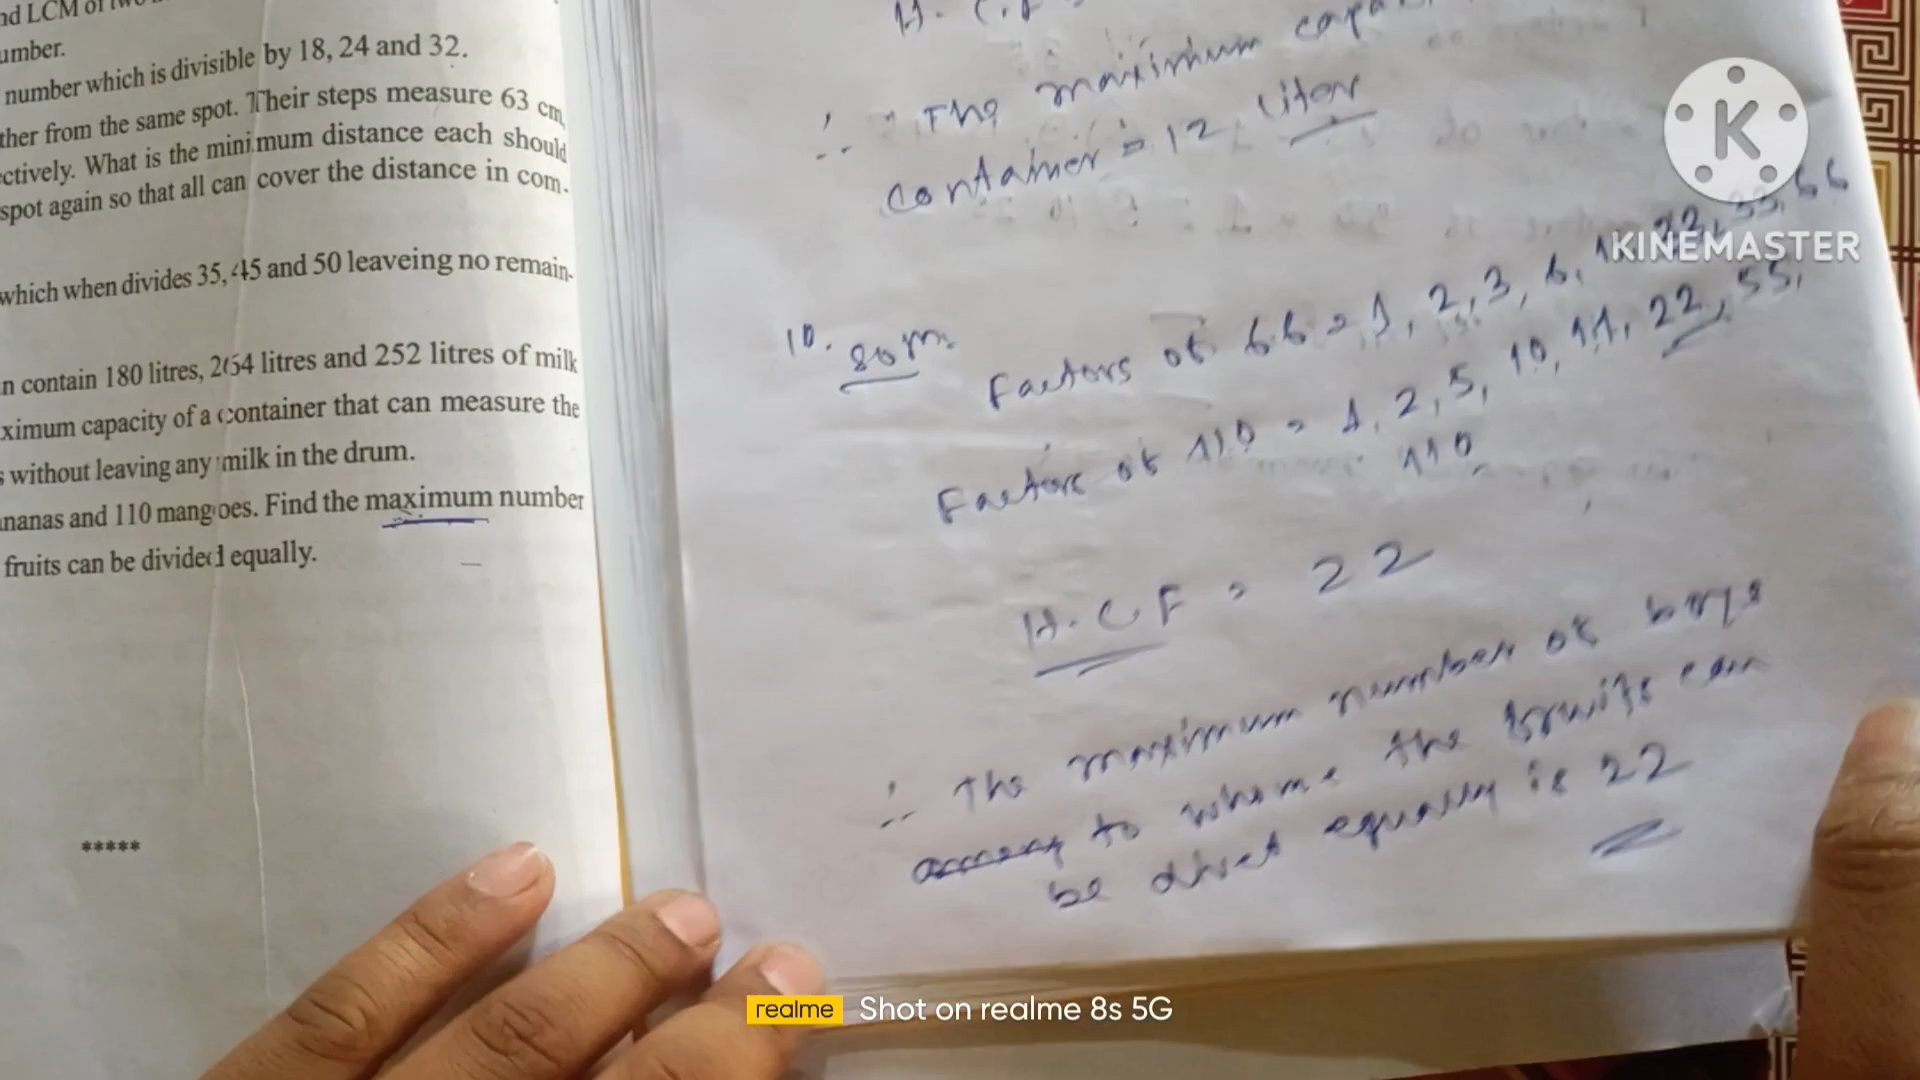 nd LCM of two
umber.
number which is divisible by 18, 24 and 32.
ther from the same spot. Their steps measure 63 cm,
ctively. What is the minimum distance each should
spot again so that all can cover the distance in com-
which when divides 35, 45 and 50 leaveing no remain-
n contain 180 litres, 264 litres and 252 litres of milk
ximum capacity of a container that can measure the
s without leaving any milk in the drum.
nanas and 110 mangoes. Find the maximum number
fruits can be divided equally.
*****
H.C.F
∴ The maximum capa
container = 12 liter
10. Som.
Factors of 66 = 1, 2, 3, 6, 22, 33, 66
Factors of 110 = 1, 2, 5, 10, 11, 22, 55,
110
H.C.F = 22
∴ The maximum number of boys
to whome the fruits can
be divet equally is 22
KINEMASTER
realme Shot on realme 8s 5G